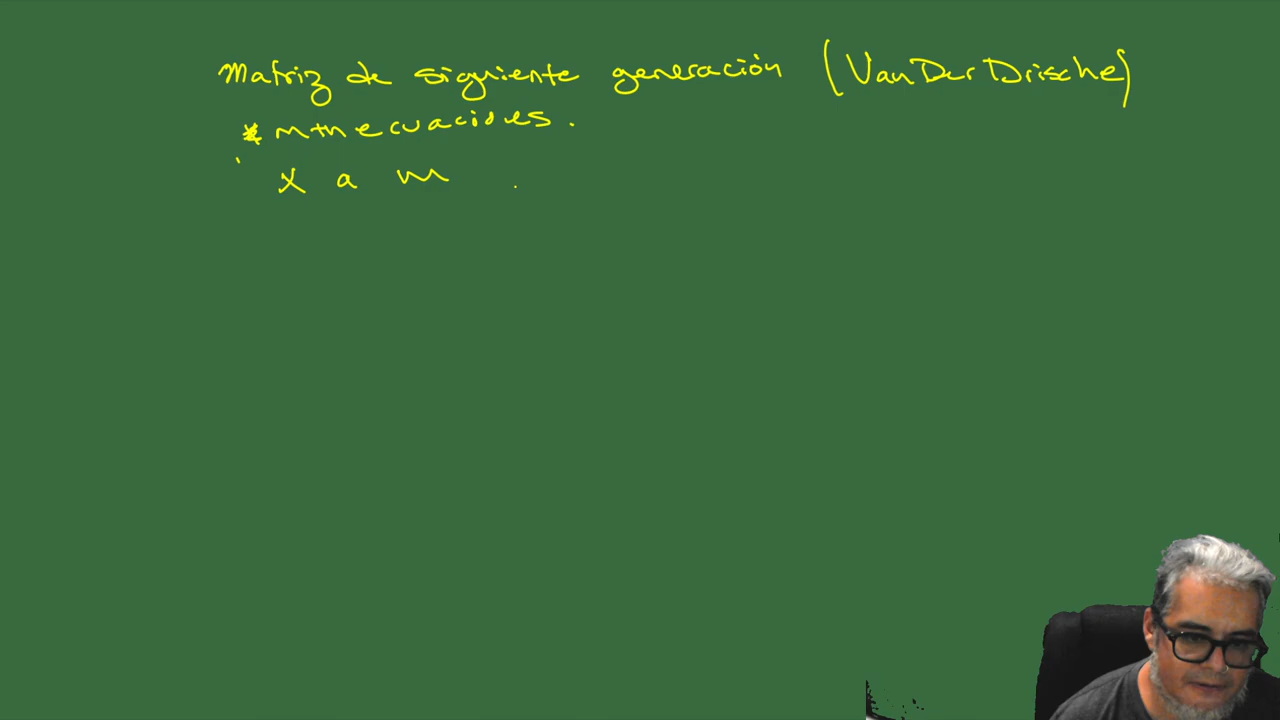 Matriz de siguiente generación (VanDerDrische)
* m+n ecuaciones.
x a m